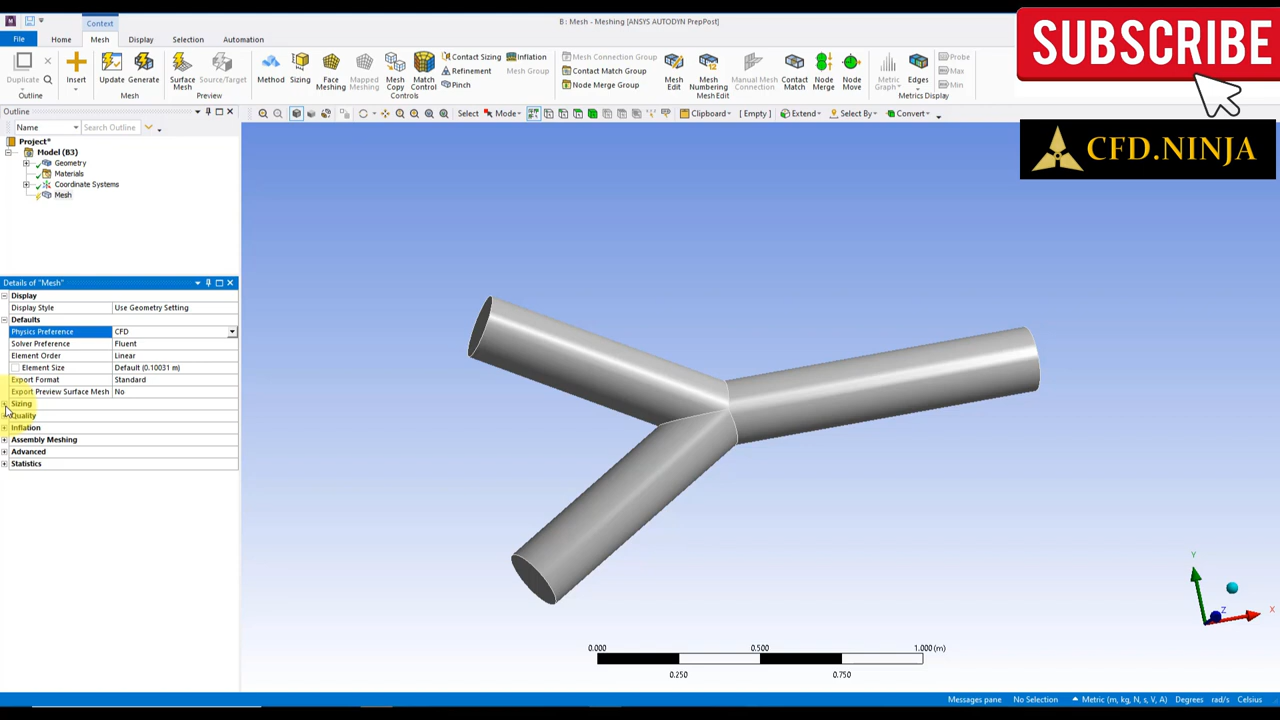 Context
B : Mesh - Meshing [ANSYS AUTODYN PrepPost]
File Home Mesh Display Selection Automation
Duplicate
Outline
Insert
Update Generate
Mesh
Surface Mesh
Source/Target
Preview
Method
Sizing
Face Meshing
Mapped Meshing
Mesh Copy
Match Control
Contact Sizing
Refinement
Pinch
Inflation
Mesh Group
Controls
Mesh Connection Group
Contact Match Group
Node Merge Group
Mesh Edit
Mesh Numbering
Manual Mesh Connection
Contact Match
Node Merge
Node Move
Mesh Edit
Metric Graph
Edges
Probe
Max
Min
Metrics Display
SUBSCRIBE
CFD.NINJA
Outline
Name Search Outline
Select Mode Clipboard [ Empty ] Extend Select By Convert
Project*
Model (B3)
Geometry
Materials
Coordinate Systems
Mesh
Details of "Mesh"
Display
Display Style Use Geometry Setting
Defaults
Physics Preference CFD
Solver Preference Fluent
Element Order Linear
Element Size Default (0.10031 m)
Export Format Standard
Export Preview Surface Mesh No
Sizing
Quality
Inflation
Assembly Meshing
Advanced
Statistics
Y
X
Z
0.000 0.500 1.000 (m)
0.250 0.750
Messages pane No Selection Metric (m, kg, N, s, V, A) Degrees rad/s Celsius